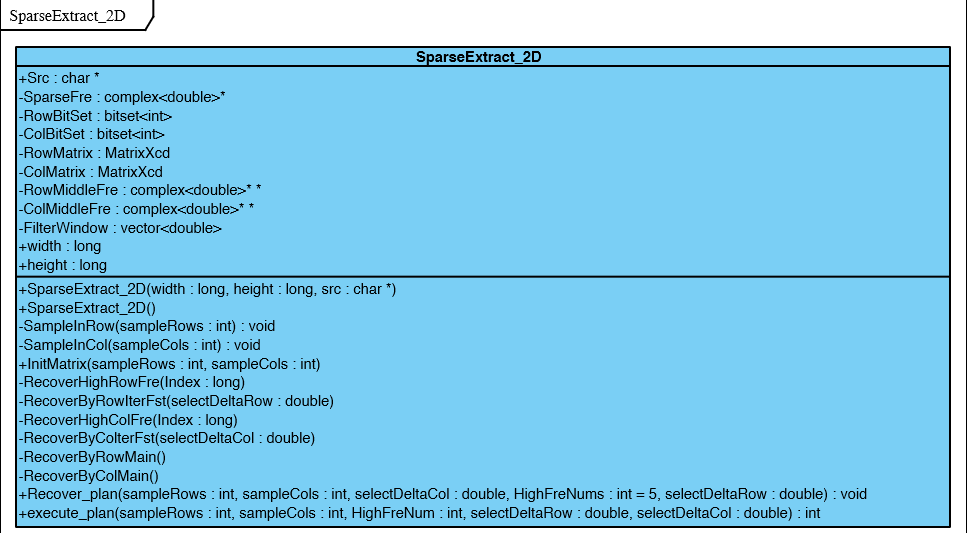 SparseExtract_2D
SparseExtract_2D
+Src : char *
-SparseFre : complex<double>*
-RowBitSet : bitset<int>
-ColBitSet : bitset<int>
-RowMatrix : MatrixXcd
-ColMatrix : MatrixXcd
-RowMiddleFre : complex<double>* *
-ColMiddleFre : complex<double>* *
-FilterWindow : vector<double>
+width : long
+height : long
+SparseExtract_2D(width : long, height : long, src : char *)
+SparseExtract_2D()
-SampleInRow(sampleRows : int) : void
-SampleInCol(sampleCols : int) : void
+InitMatrix(sampleRows : int, sampleCols : int)
-RecoverHighRowFre(Index : long)
-RecoverByRowIterFst(selectDeltaRow : double)
-RecoverHighColFre(Index : long)
-RecoverByColterFst(selectDeltaCol : double)
-RecoverByRowMain()
-RecoverByColMain()
+Recover_plan(sampleRows : int, sampleCols : int, selectDeltaCol : double, HighFreNums : int = 5, selectDeltaRow : double) : void
+execute_plan(sampleRows : int, sampleCols : int, HighFreNum : int, selectDeltaRow : double, selectDeltaCol : double) : int